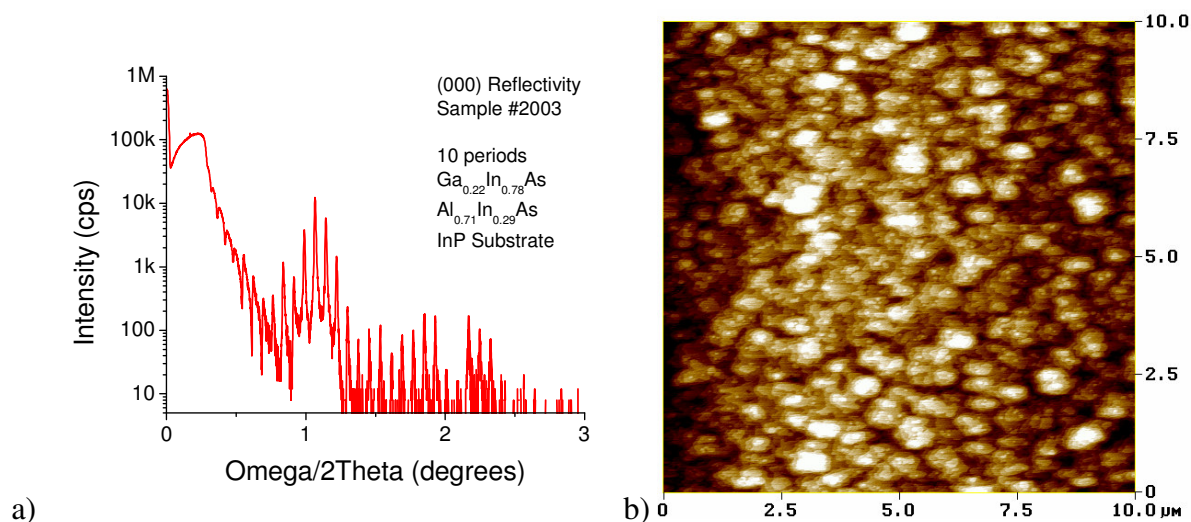 1M
100k
10k
1k
100
10
Intensity (cps)
(000) Reflectivity
Sample #2003
10 periods
Ga0.22In0.78As
Al0.71In0.29As
InP Substrate
0
1
2
3
Omega/2Theta (degrees)
a)
10.0
7.5
5.0
2.5
0
0
2.5
5.0
7.5
10.0 µM
b)